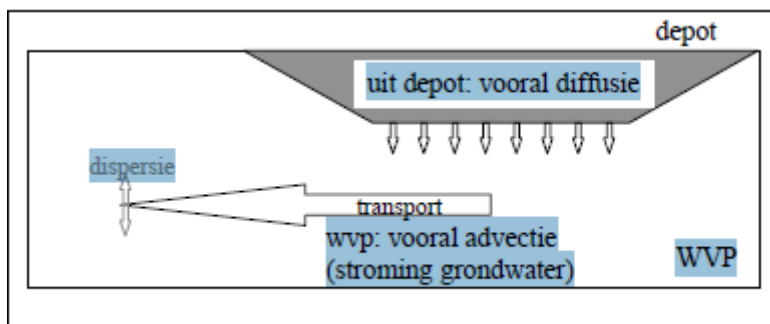 depot
uit depot: vooral diffusie
dispersie
transport
wvp: vooral advectie
(stroming grondwater)
WVP